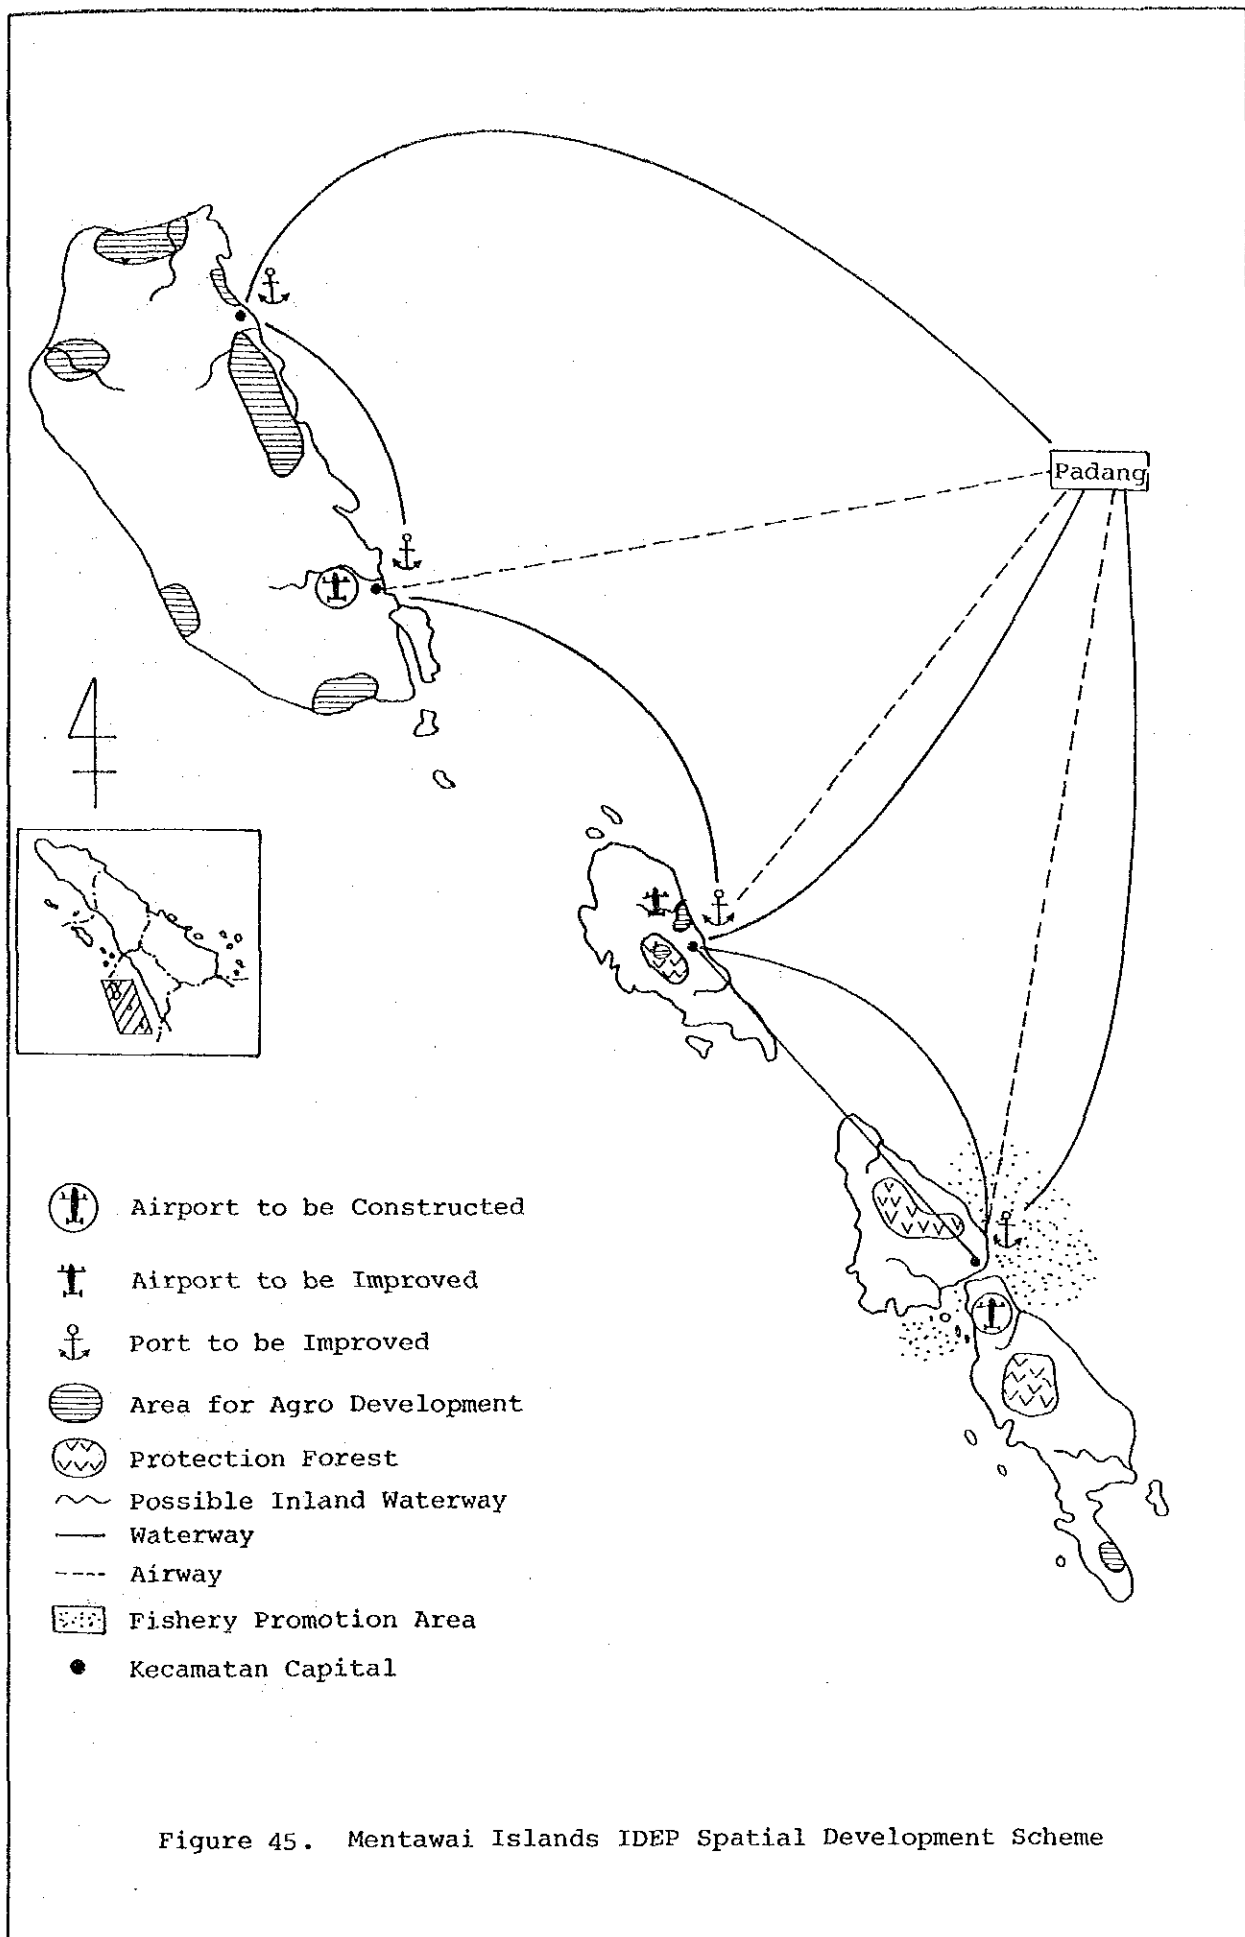 Padang
Airport to be Constructed
Airport to be Improved
Port to be Improved
Area for Agro Development
Protection Forest
Possible Inland Waterway
Waterway
Airway
Fishery Promotion Area
Kecamatan Capital
Figure 45. Mentawai Islands IDEP Spatial Development Scheme